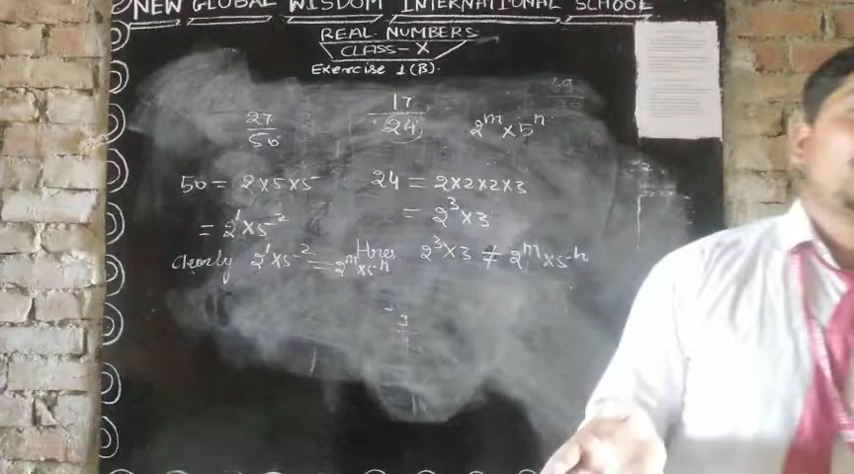 NEW GLOBAL WISDOM INTERNATIONAL SCHOOL
REAL NUMBERS
CLASS-X
Exercise 1(B).
27/50 17/24 2^m×5^n
50 = 2×5×5 24 = 2×2×2×3
= 2^1×5^2 = 2^3×3
Clearly 2^1×5^2 = 2^m×5^n Here 2^3×3 ≠ 2^m×5^n